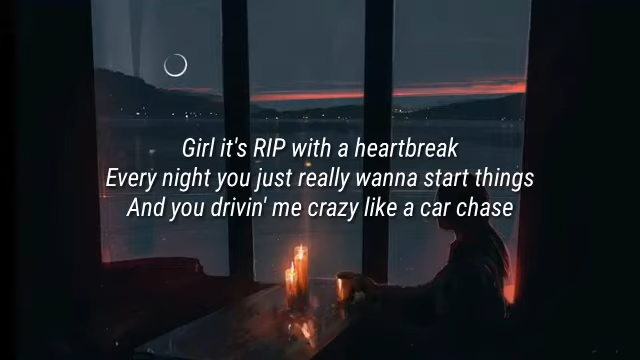 Girl it's RIP with a heartbreak
Every night you just really wanna start things
And you drivin' me crazy like a car chase